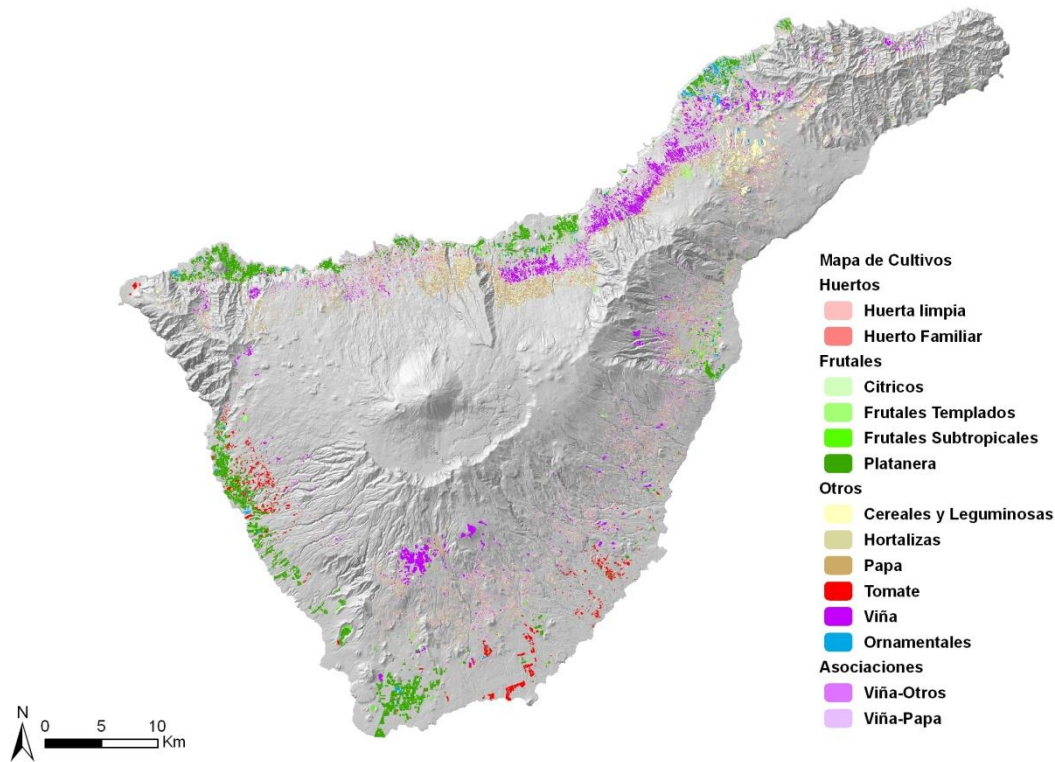 Mapa de Cultivos
Huertos
Huerta limpia
Huerto Familiar
Frutales
Citricos
Frutales Templados
Frutales Subtropicales
Platanera
Otros
Cereales y Leguminosas
Hortalizas
Papa
Tomate
Viña
Ornamentales
Asociaciones
Viña-Otros
Viña-Papa
N
0 5 10
Km